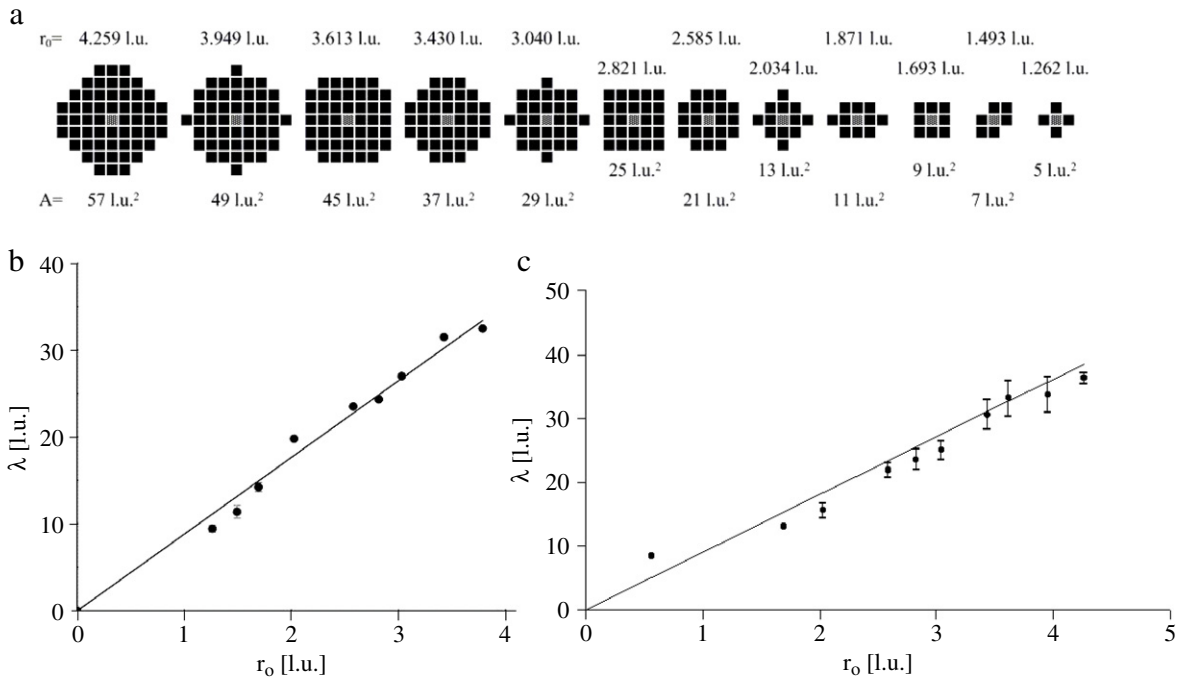 a
r₀= 4.259 l.u. 3.949 l.u. 3.613 l.u. 3.430 l.u. 3.040 l.u. 2.585 l.u. 1.871 l.u. 1.493 l.u.
2.821 l.u. 2.034 l.u. 1.693 l.u. 1.262 l.u.
25 l.u.² 13 l.u.² 9 l.u.² 5 l.u.²
A= 57 l.u.² 49 l.u.² 45 l.u.² 37 l.u.² 29 l.u.² 21 l.u.² 11 l.u.² 7 l.u.²
b
40
30
20
10
0
λ [l.u.]
0 1 2 3 4
r₀ [l.u.]
c
50
40
30
20
10
0
λ [l.u.]
0 1 2 3 4 5
r₀ [l.u.]